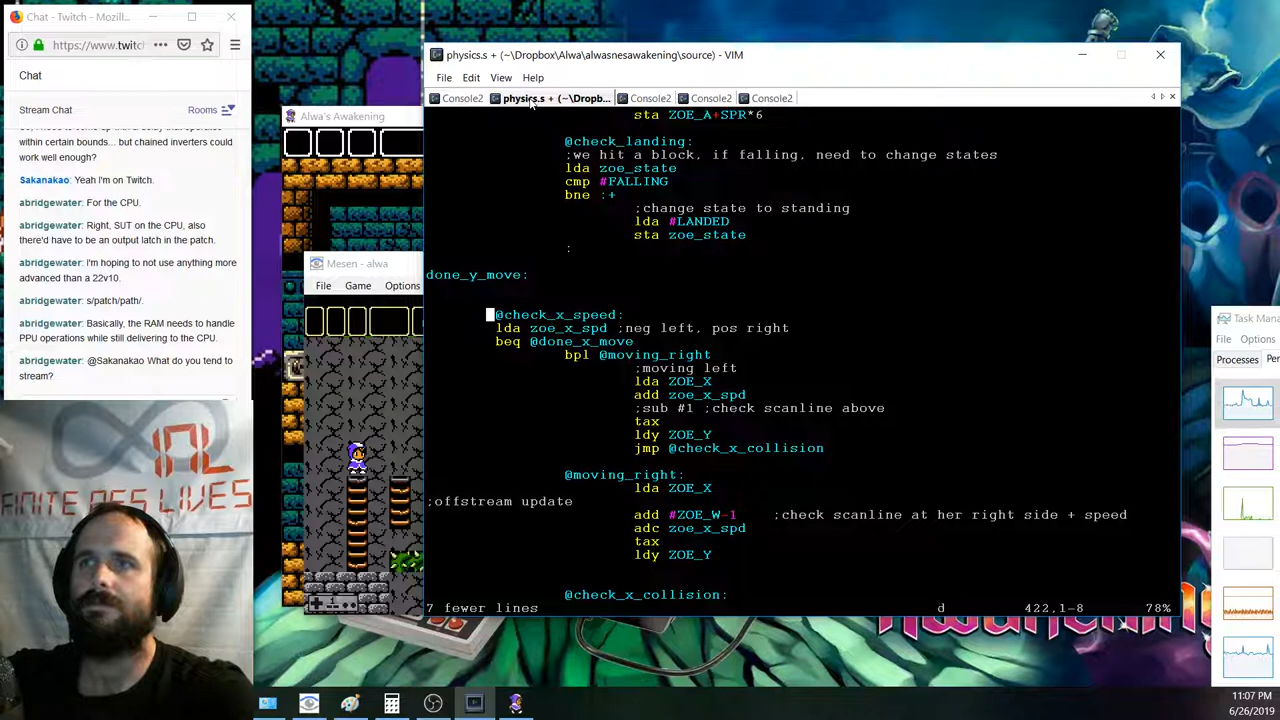 Chat - Twitch - Mozill...
https://www.twitc
Chat
Stream Chat
Rooms
within certain bounds... but chained inverters could
work well enough?
Sakanakao: Yeah I'm on Twitch.
abridgewater: For the CPU.
abridgewater: Right, SUT on the CPU, also
there'd have to be an output latch in the patch.
abridgewater: I'm hoping to not use anything more
advanced than a 22v10.
abridgewater: s/patch/path/.
abridgewater: Basically, the RAM needs to handle
PPU operations while still delivering to the CPU.
abridgewater: @Sakanakao What do you tend to
stream?
FINITE DES LIVES
Alwa's Awakening
Mesen - alwa
File Game Options
physics.s + (~\Dropbox\Alwa\alwasnesawakening\source) - VIM
File Edit View Help
Console2
physics.s + (~\Dropb...
Console2
Console2
Console2
sta ZOE_A+SPR*6
@check_landing:
;we hit a block, if falling, need to change states
lda zoe_state
cmp #FALLING
bne :+
;change state to standing
lda #LANDED
sta zoe_state
:
done_y_move:
@check_x_speed:
lda zoe_x_spd ;neg left, pos right
beq @done_x_move
bpl @moving_right
;moving left
lda ZOE_X
add zoe_x_spd
;sub #1 ;check scanline above
tax
ldy ZOE_Y
jmp @check_x_collision
@moving_right:
lda ZOE_X
;offstream update
add #ZOE_W-1 ;check scanline at her right side + speed
adc zoe_x_spd
tax
ldy ZOE_Y
@check_x_collision:
7 fewer lines d 422,1-8 78%
Task Mana
File Options
Processes Per
11:07 PM
6/26/2019